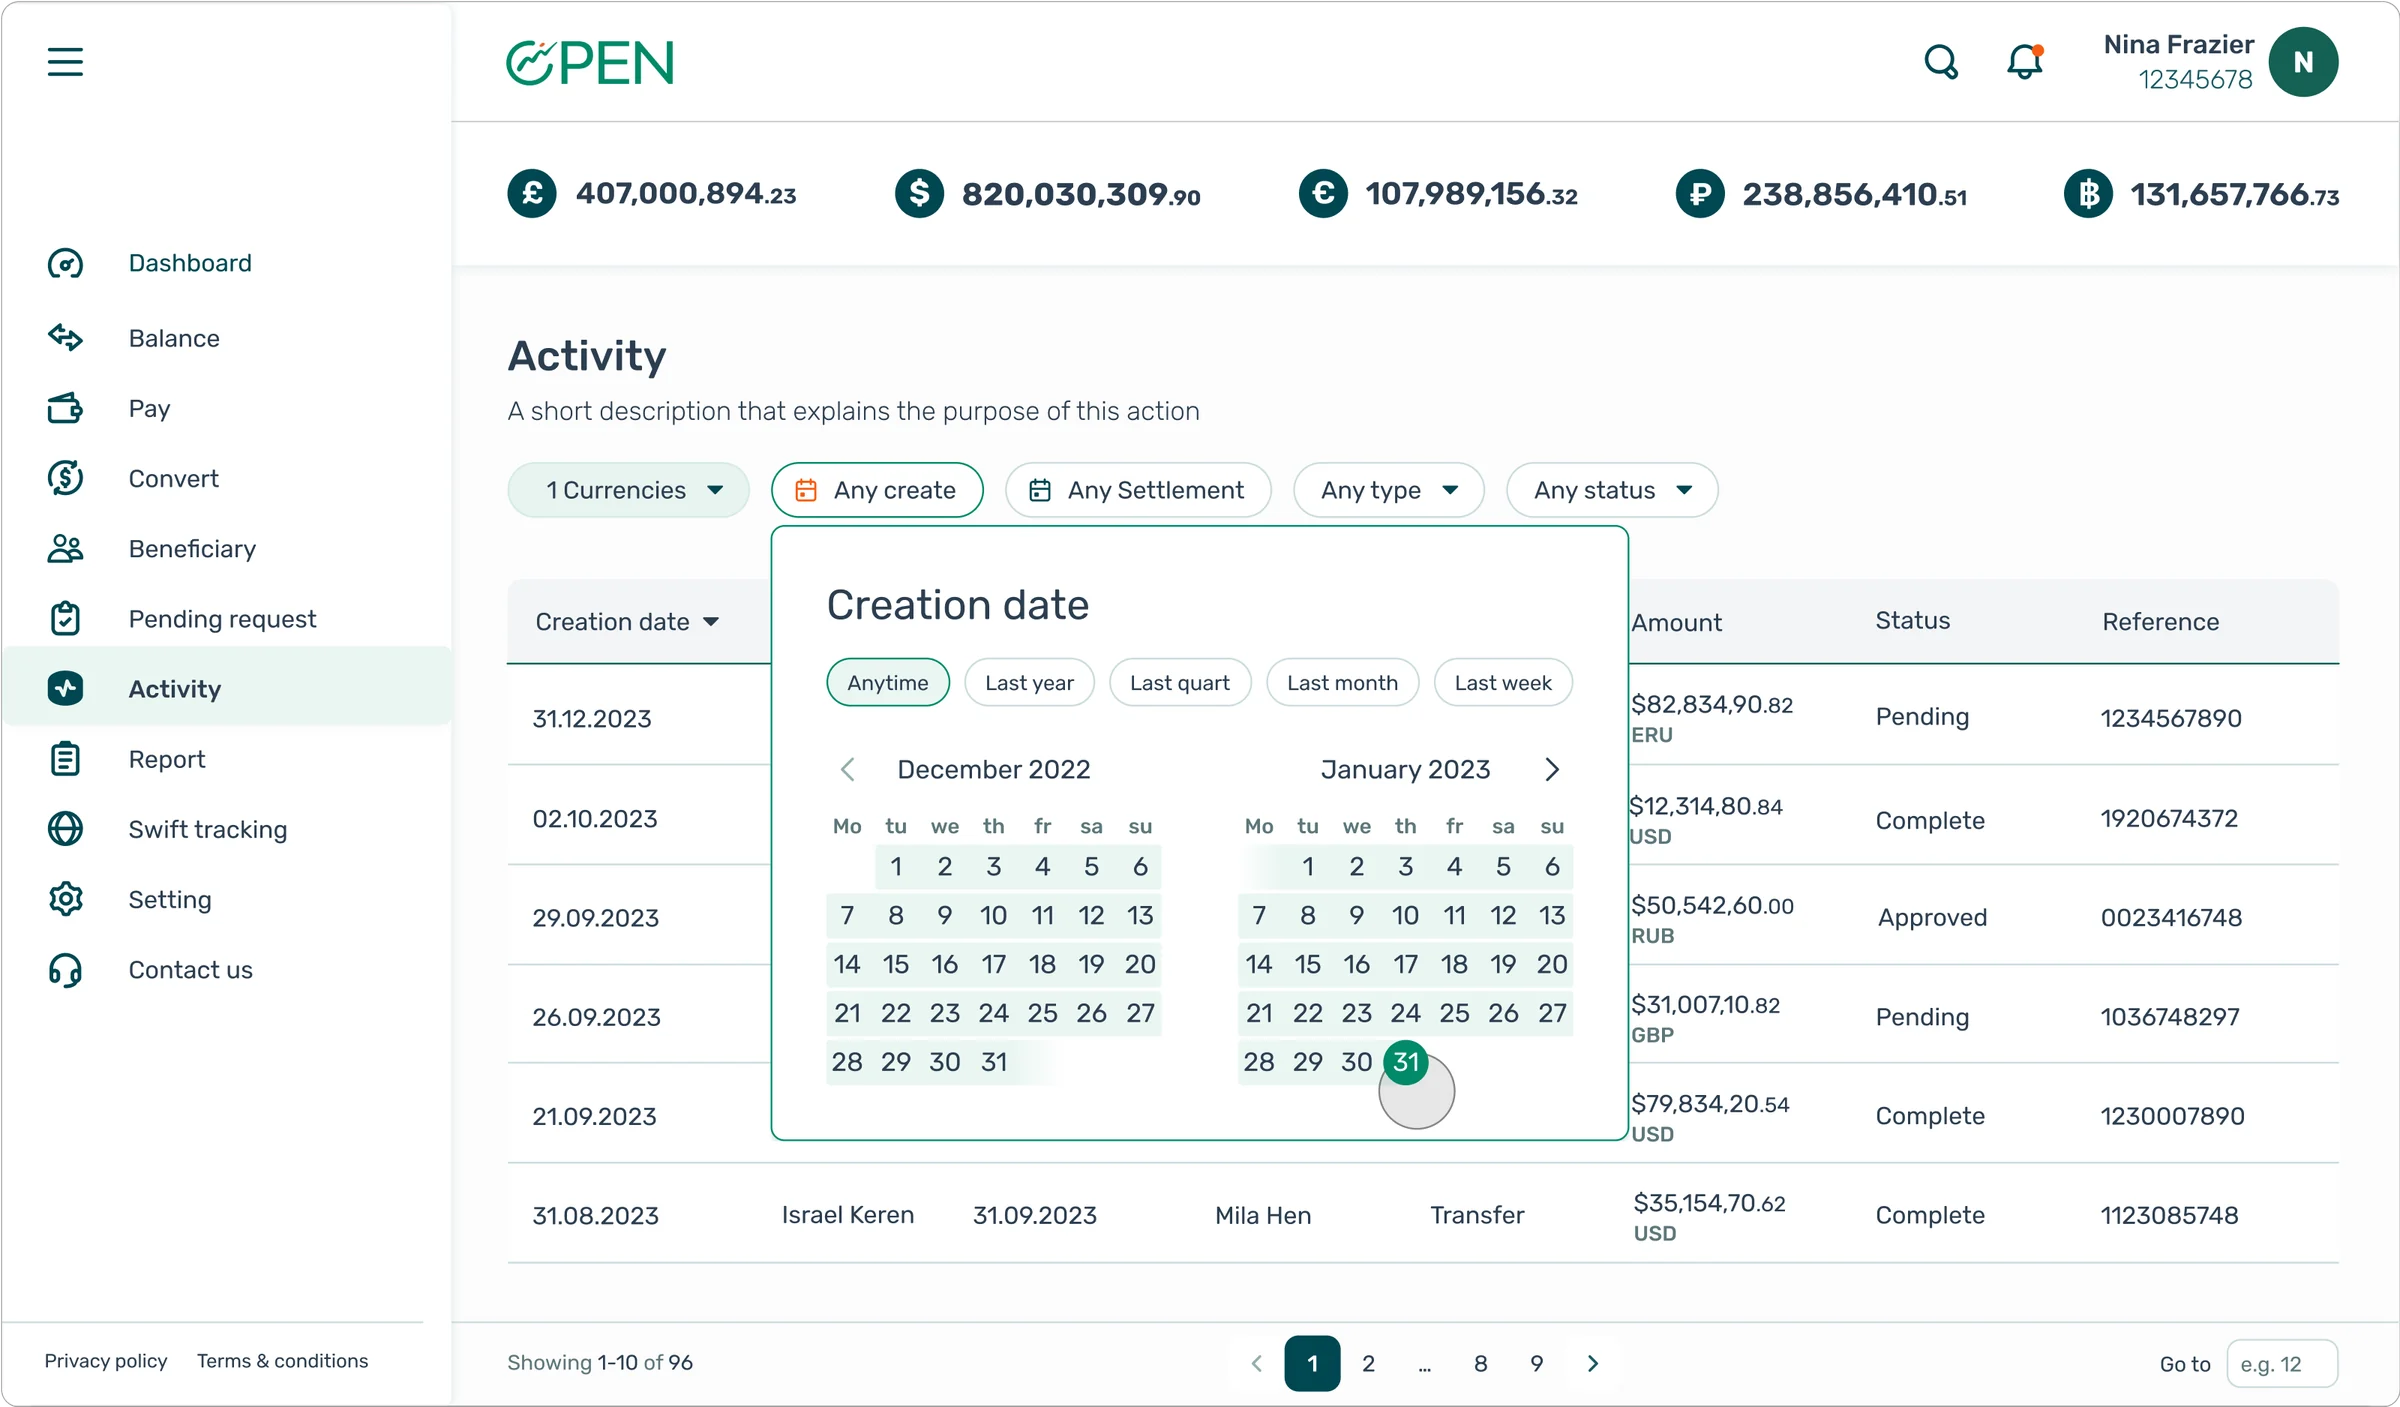 OPEN
Nina Frazier
12345678
N
£ 407,000,894.23
$ 820,030,309.90
€ 107,989,156.32
₽ 238,856,410.51
฿ 131,657,766.73
Dashboard
Balance
Pay
Convert
Beneficiary
Pending request
Activity
Report
Swift tracking
Setting
Contact us
Privacy policy Terms & conditions
Activity
A short description that explains the purpose of this action
1 Currencies Any create Any Settlement Any type Any status
Creation date Amount Status Reference
31.12.2023 $82,834,90.82 Pending 1234567890
ERU
02.10.2023 $12,314,80.84 Complete 1920674372
USD
29.09.2023 $50,542,60.00 Approved 0023416748
RUB
26.09.2023 $31,007,10.82 Pending 1036748297
GBP
21.09.2023 $79,834,20.54 Complete 1230007890
USD
31.08.2023 Israel Keren 31.09.2023 Mila Hen Transfer $35,154,70.62 Complete 1123085748
USD
Creation date
Anytime Last year Last quart Last month Last week
December 2022
Mo tu we th fr sa su
1 2 3 4 5 6
7 8 9 10 11 12 13
14 15 16 17 18 19 20
21 22 23 24 25 26 27
28 29 30 31
January 2023
Mo tu we th fr sa su
1 2 3 4 5 6
7 8 9 10 11 12 13
14 15 16 17 18 19 20
21 22 23 24 25 26 27
28 29 30 31
Showing 1-10 of 96
1 2 ... 8 9
Go to e.g. 12